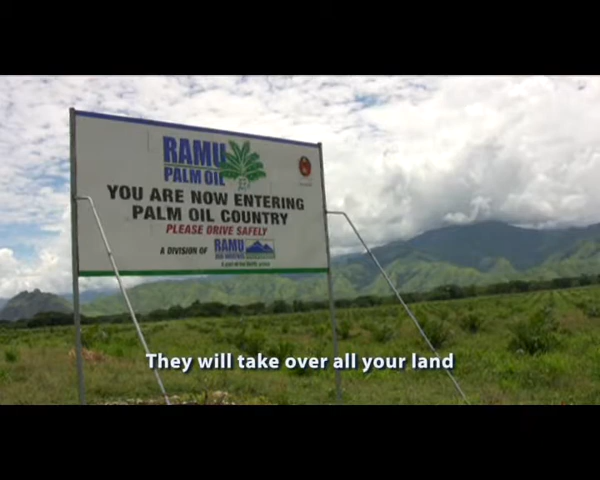 RAMU
PALM OIL
YOU ARE NOW ENTERING
PALM OIL COUNTRY
PLEASE DRIVE SAFELY
A DIVISION OF RAMU
They will take over all your land